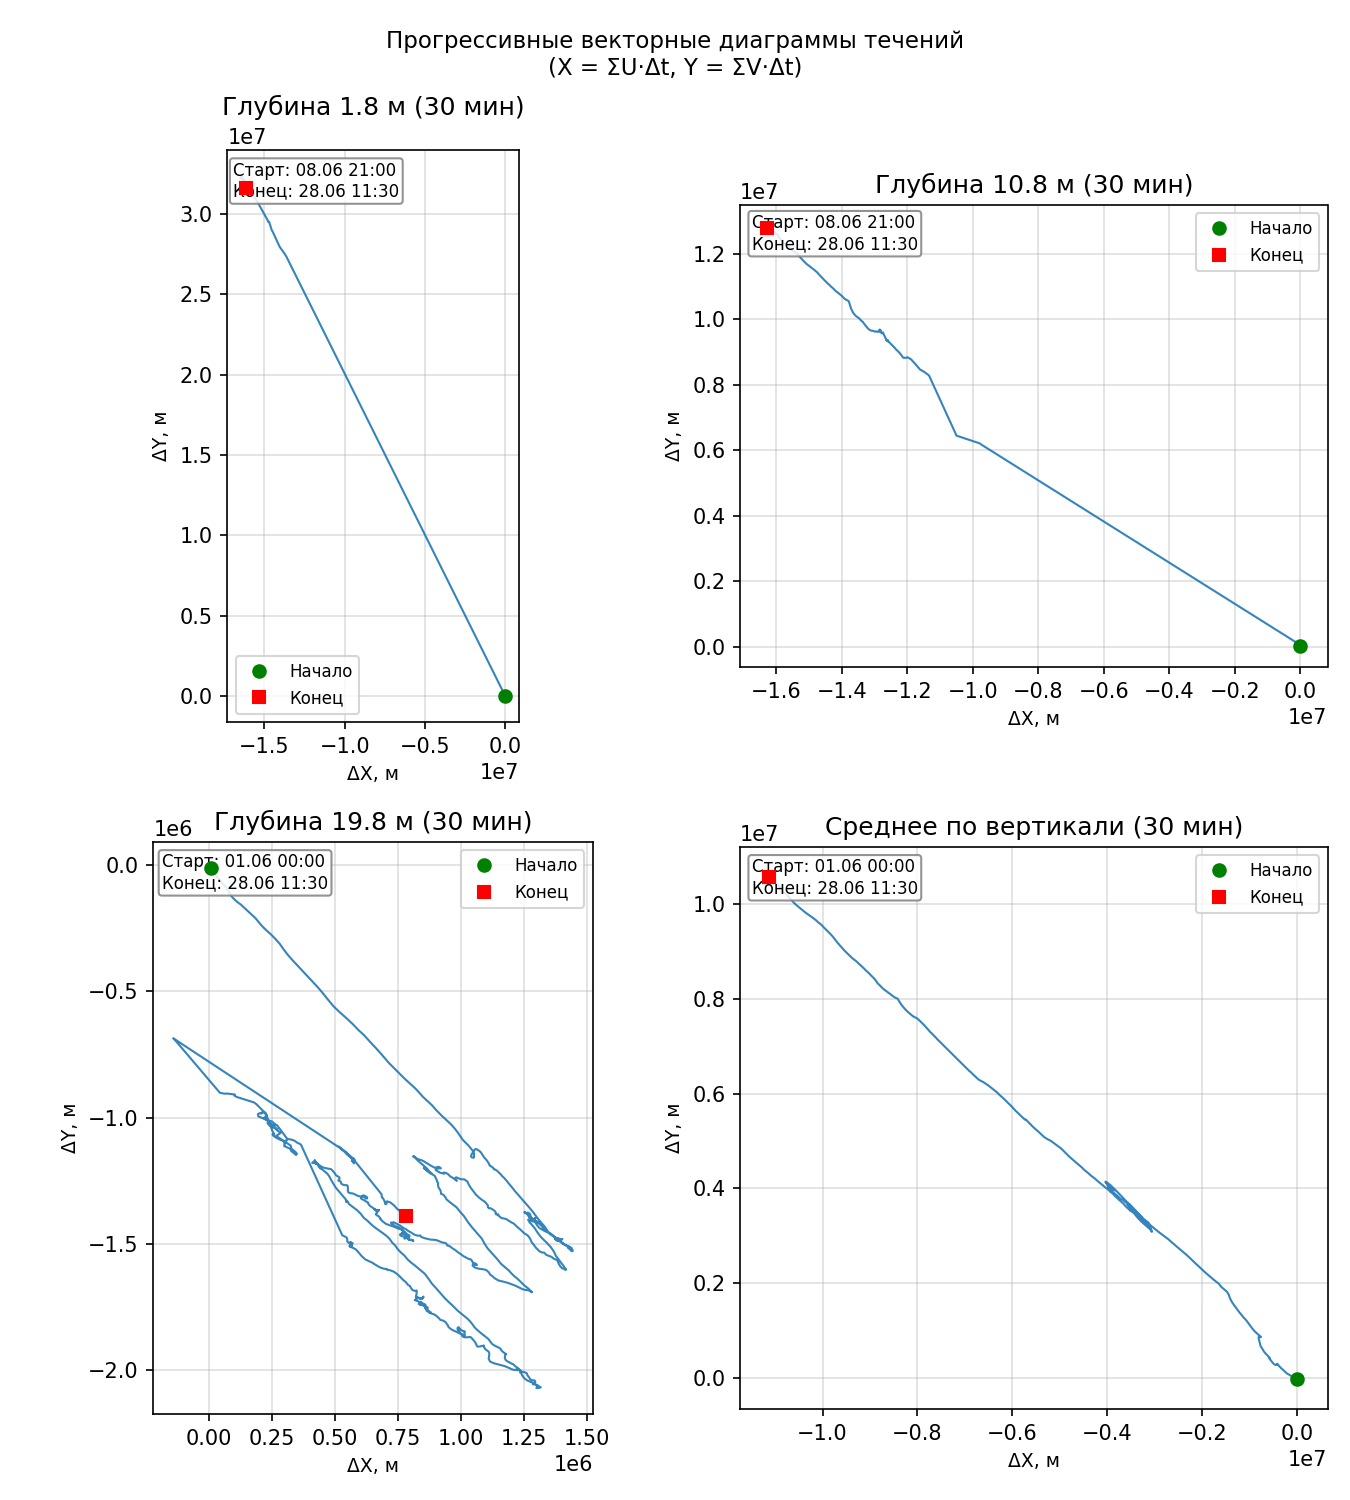 Прогрессивные векторные диаграммы течений
(X = ΣU·Δt, Y = ΣV·Δt)
Глубина 1.8 м (30 мин)
1e7
Старт: 08.06 21:00
Конец: 28.06 11:30
3.0
2.5
2.0
1.5
1.0
0.5
0.0
ΔY, м
Начало
Конец
−1.5 −1.0 −0.5 0.0
ΔX, м
1e7
Глубина 10.8 м (30 мин)
1e7
Старт: 08.06 21:00
Конец: 28.06 11:30
Начало
Конец
1.2
1.0
0.8
0.6
0.4
0.2
0.0
ΔY, м
−1.6 −1.4 −1.2 −1.0 −0.8 −0.6 −0.4 −0.2 0.0
ΔX, м
1e7
Глубина 19.8 м (30 мин)
1e6
Старт: 01.06 00:00
Конец: 28.06 11:30
Начало
Конец
0.0
−0.5
−1.0
−1.5
−2.0
ΔY, м
0.00 0.25 0.50 0.75 1.00 1.25 1.50
ΔX, м
1e6
Среднее по вертикали (30 мин)
1e7
Старт: 01.06 00:00
Конец: 28.06 11:30
Начало
Конец
1.0
0.8
0.6
0.4
0.2
0.0
ΔY, м
−1.0 −0.8 −0.6 −0.4 −0.2 0.0
ΔX, м
1e7